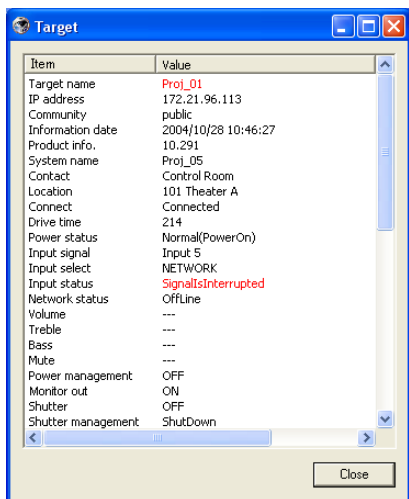 Target
Item Value
Target name Proj_01
IP address 172.21.96.113
Community public
Information date 2004/10/28 10:46:27
Product info. 10.291
System name Proj_05
Contact Control Room
Location 101 Theater A
Connect Connected
Drive time 214
Power status Normal(PowerOn)
Input signal Input 5
Input select NETWORK
Input status SignalIsInterrupted
Network status OffLine
Volume ---
Treble ---
Bass ---
Mute ---
Power management OFF
Monitor out ON
Shutter OFF
Shutter management ShutDown
Close